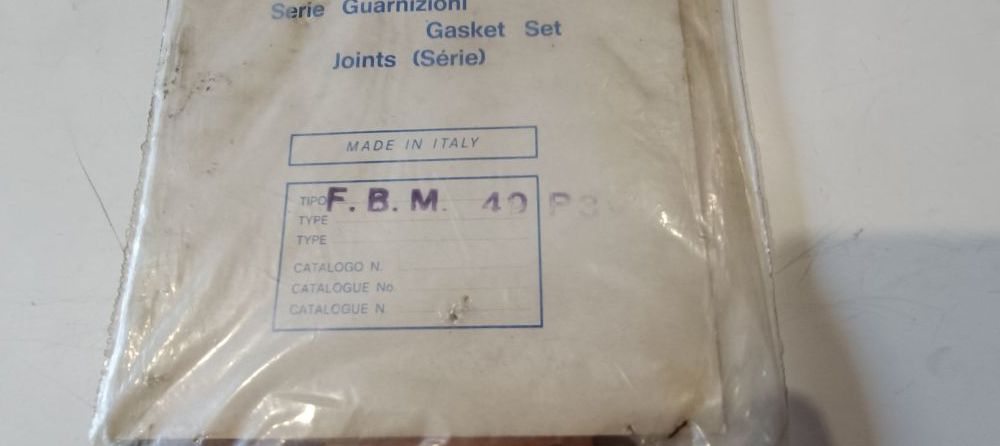 Serie Guarnizioni
Gasket Set
Joints (Série)
MADE IN ITALY
TIPO F. B. M. 40 P3
TYPE
TYPE
CATALOGO N.
CATALOGUE No.
CATALOGUE N.